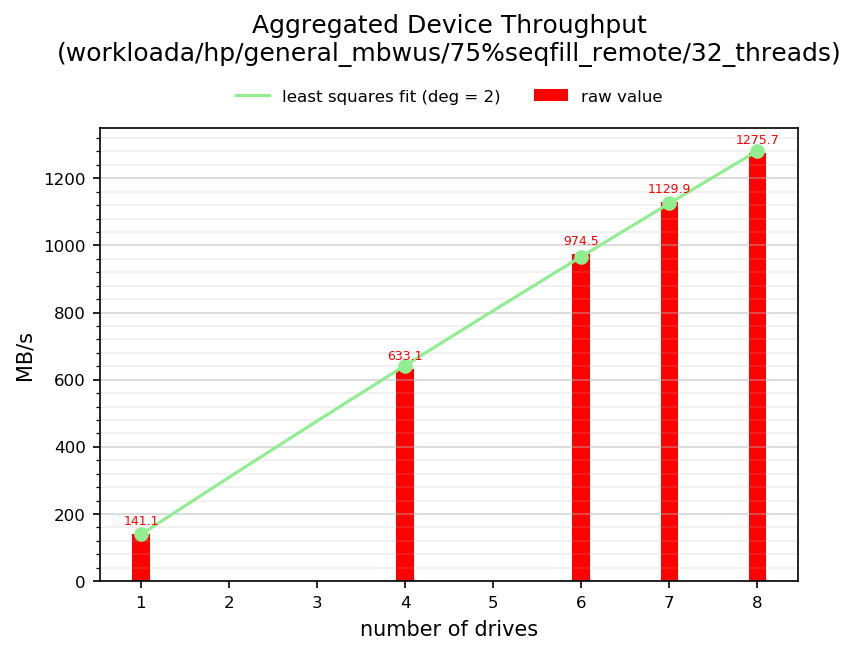 Aggregated Device Throughput
(workloada/hp/general_mbwus/75%seqfill_remote/32_threads)
least squares fit (deg = 2)
raw value
1275.7
1129.9
974.5
633.1
141.1
1200
1000
800
600
400
200
0
MB/s
1 2 3 4 5 6 7 8
number of drives